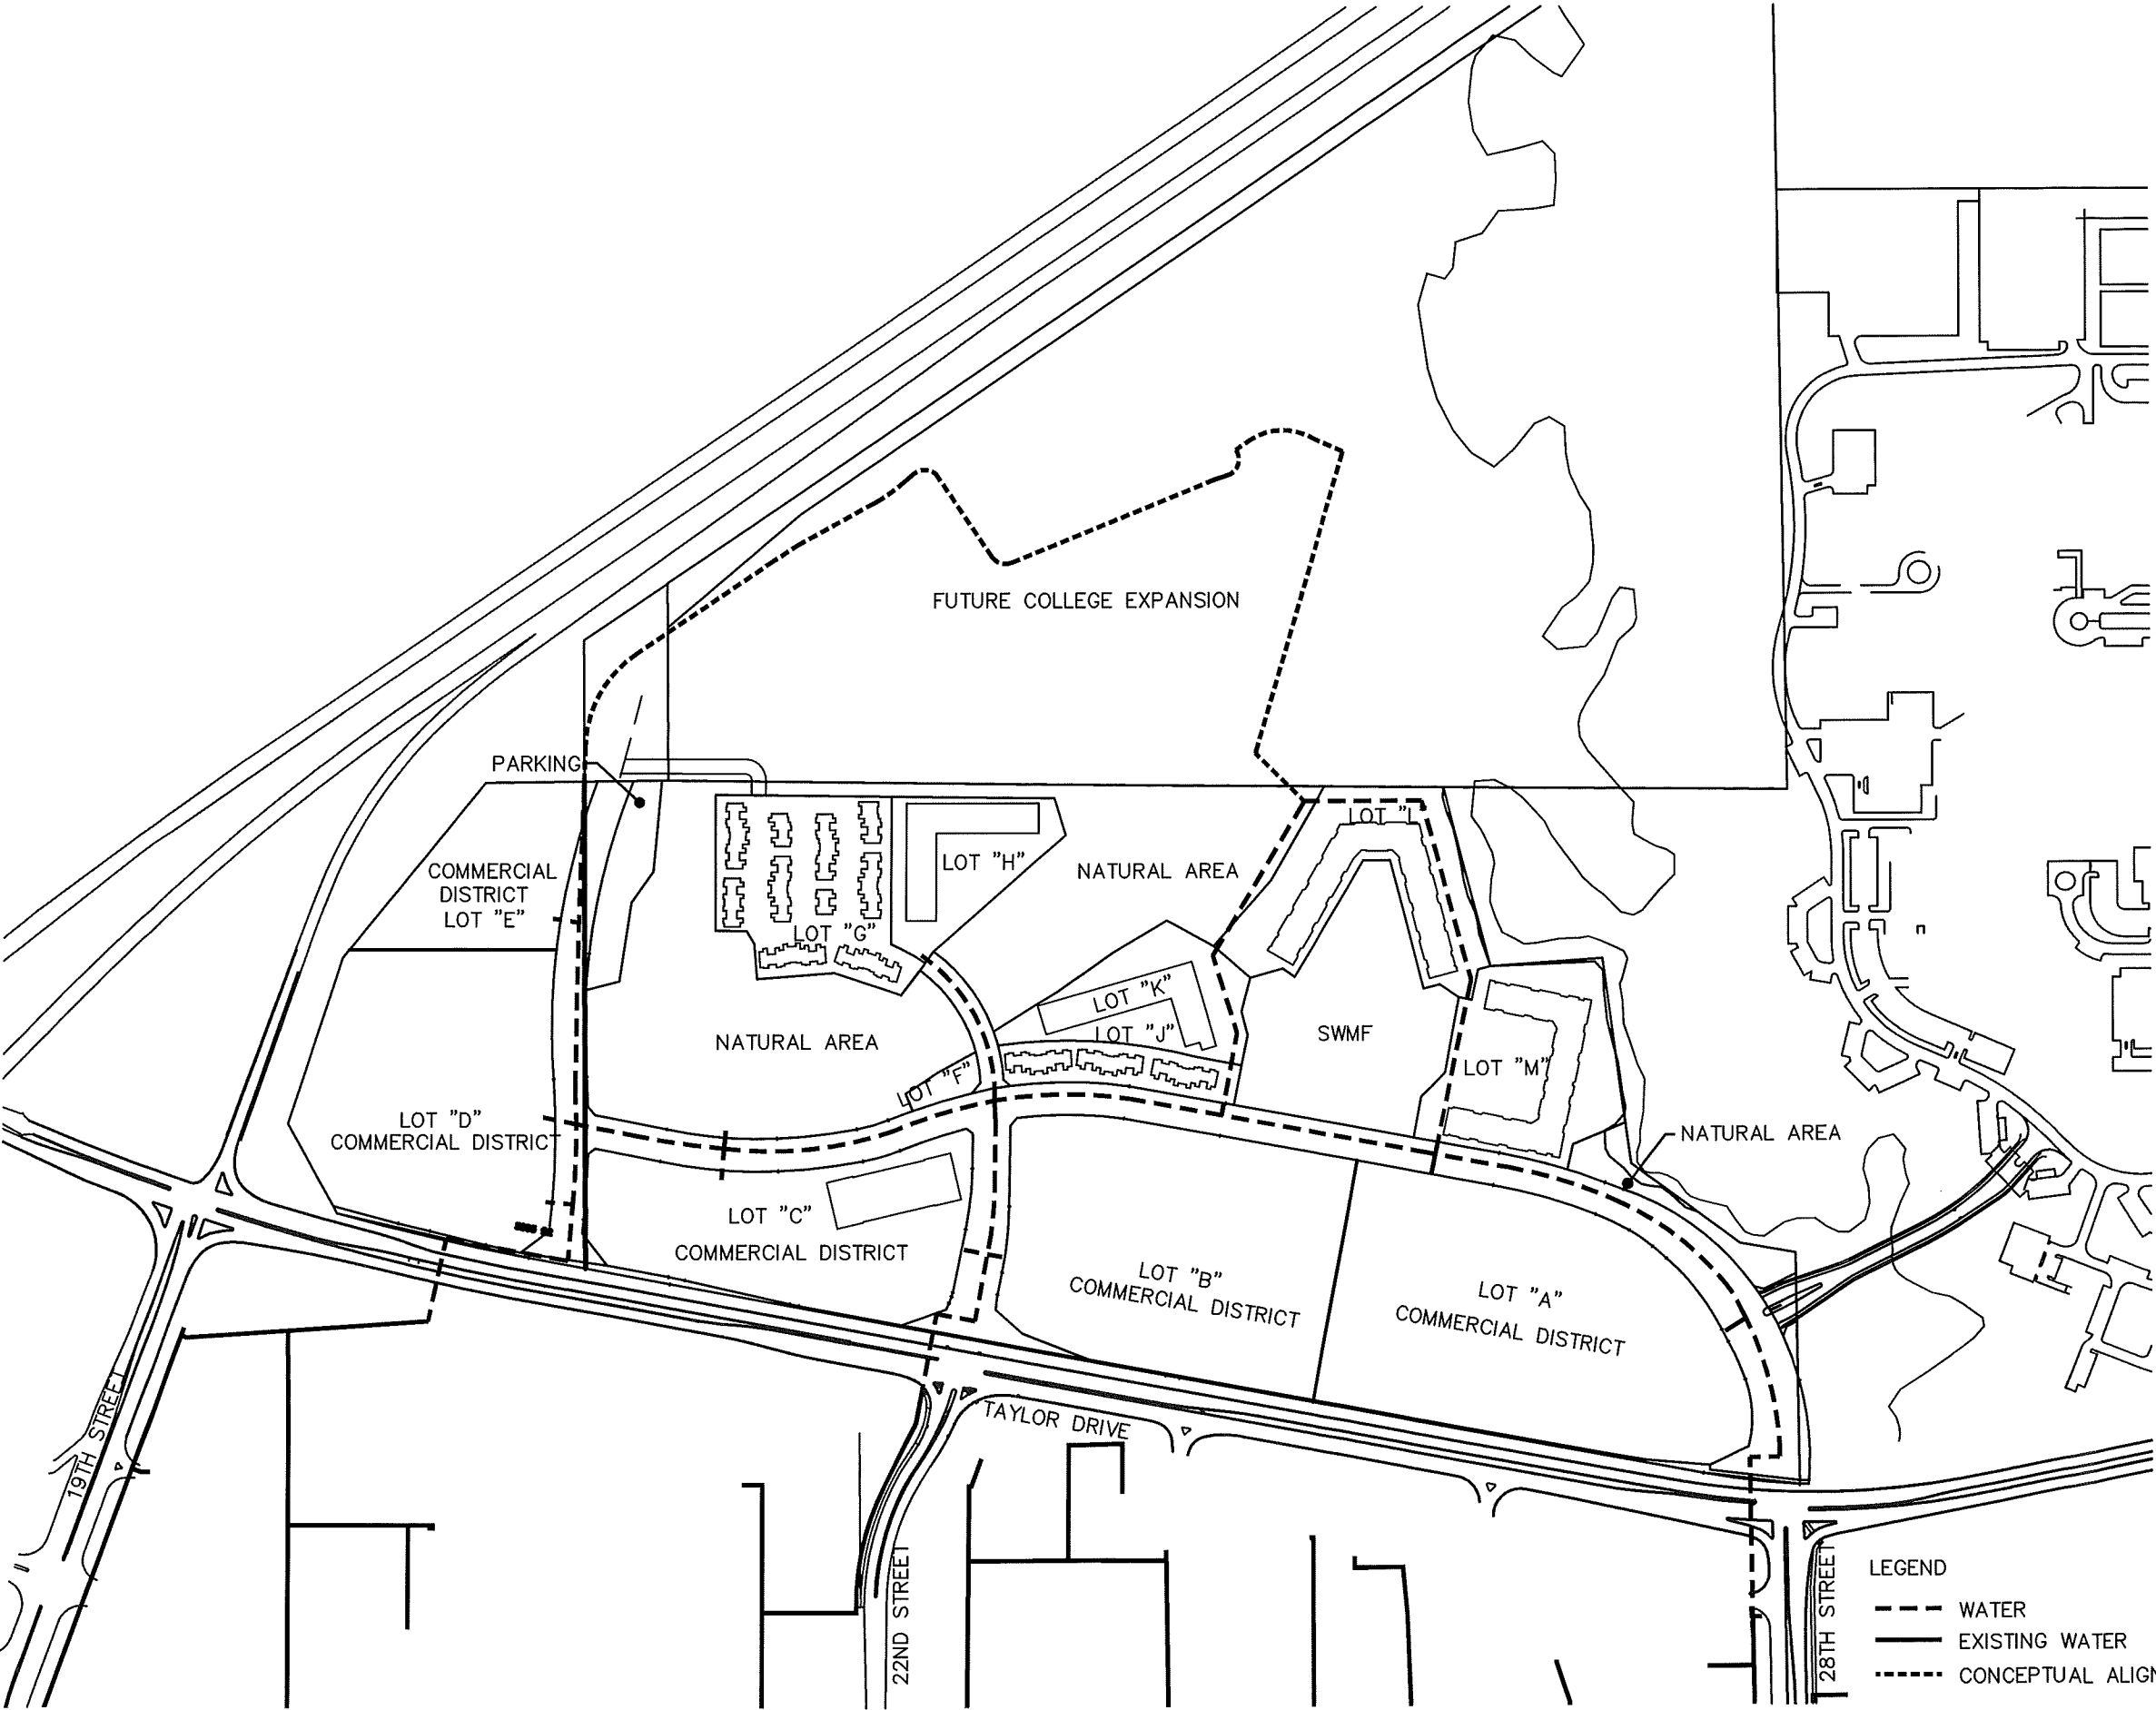 FUTURE COLLEGE EXPANSION
PARKING
LOT "I
COMMERCIAL
DISTRICT
LOT "E"
LOT "H"
NATURAL AREA
LOT "G"
LOT "K"
LOT "J"
NATURAL AREA
SWMF
LOT "F"
LOT "M"
LOT "D"
COMMERCIAL DISTRICT
NATURAL AREA
LOT "C"
COMMERCIAL DISTRICT
LOT "B"
COMMERCIAL DISTRICT
LOT "A"
COMMERCIAL DISTRICT
19TH STREET
TAYLOR DRIVE
22ND STREET
28TH STREET
LEGEND
WATER
EXISTING WATER
CONCEPTUAL ALIGN